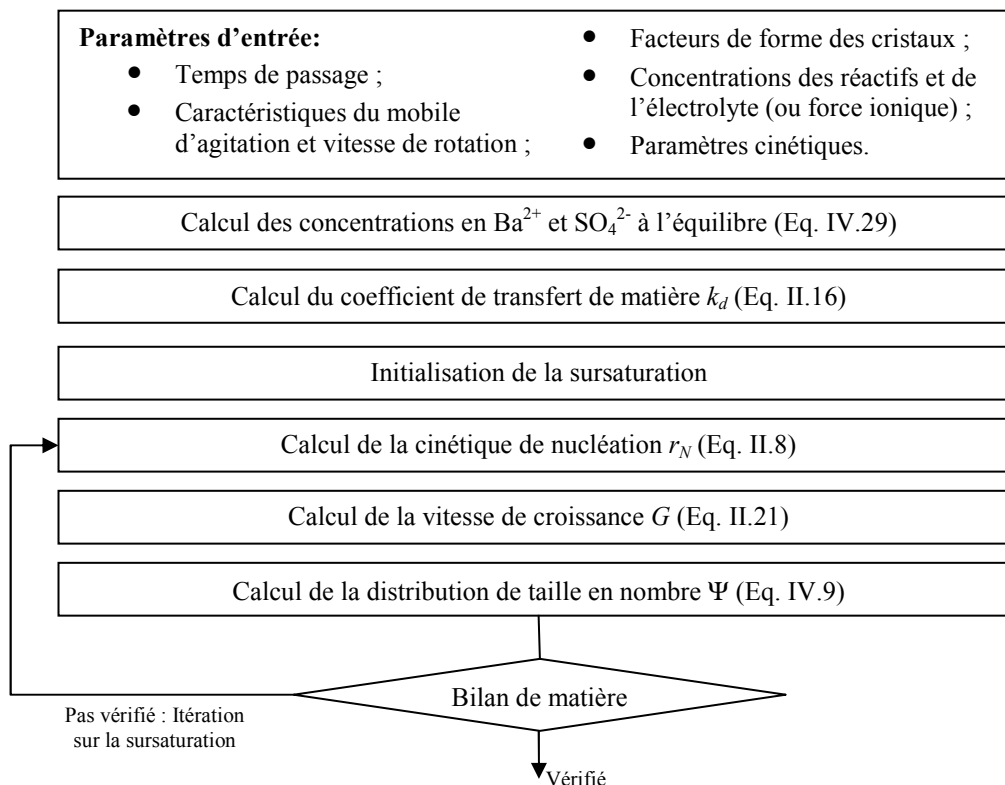 Paramètres d'entrée:
• Temps de passage ;
• Caractéristiques du mobile
d'agitation et vitesse de rotation ;
• Facteurs de forme des cristaux ;
• Concentrations des réactifs et de
l'électrolyte (ou force ionique) ;
• Paramètres cinétiques.
Calcul des concentrations en Ba²⁺ et SO₄²⁻ à l'équilibre (Eq. IV.29)
Calcul du coefficient de transfert de matière k_d (Eq. II.16)
Initialisation de la sursaturation
Calcul de la cinétique de nucléation r_N (Eq. II.8)
Calcul de la vitesse de croissance G (Eq. II.21)
Calcul de la distribution de taille en nombre Ψ (Eq. IV.9)
Bilan de matière
Pas vérifié : Itération
sur la sursaturation
Vérifié